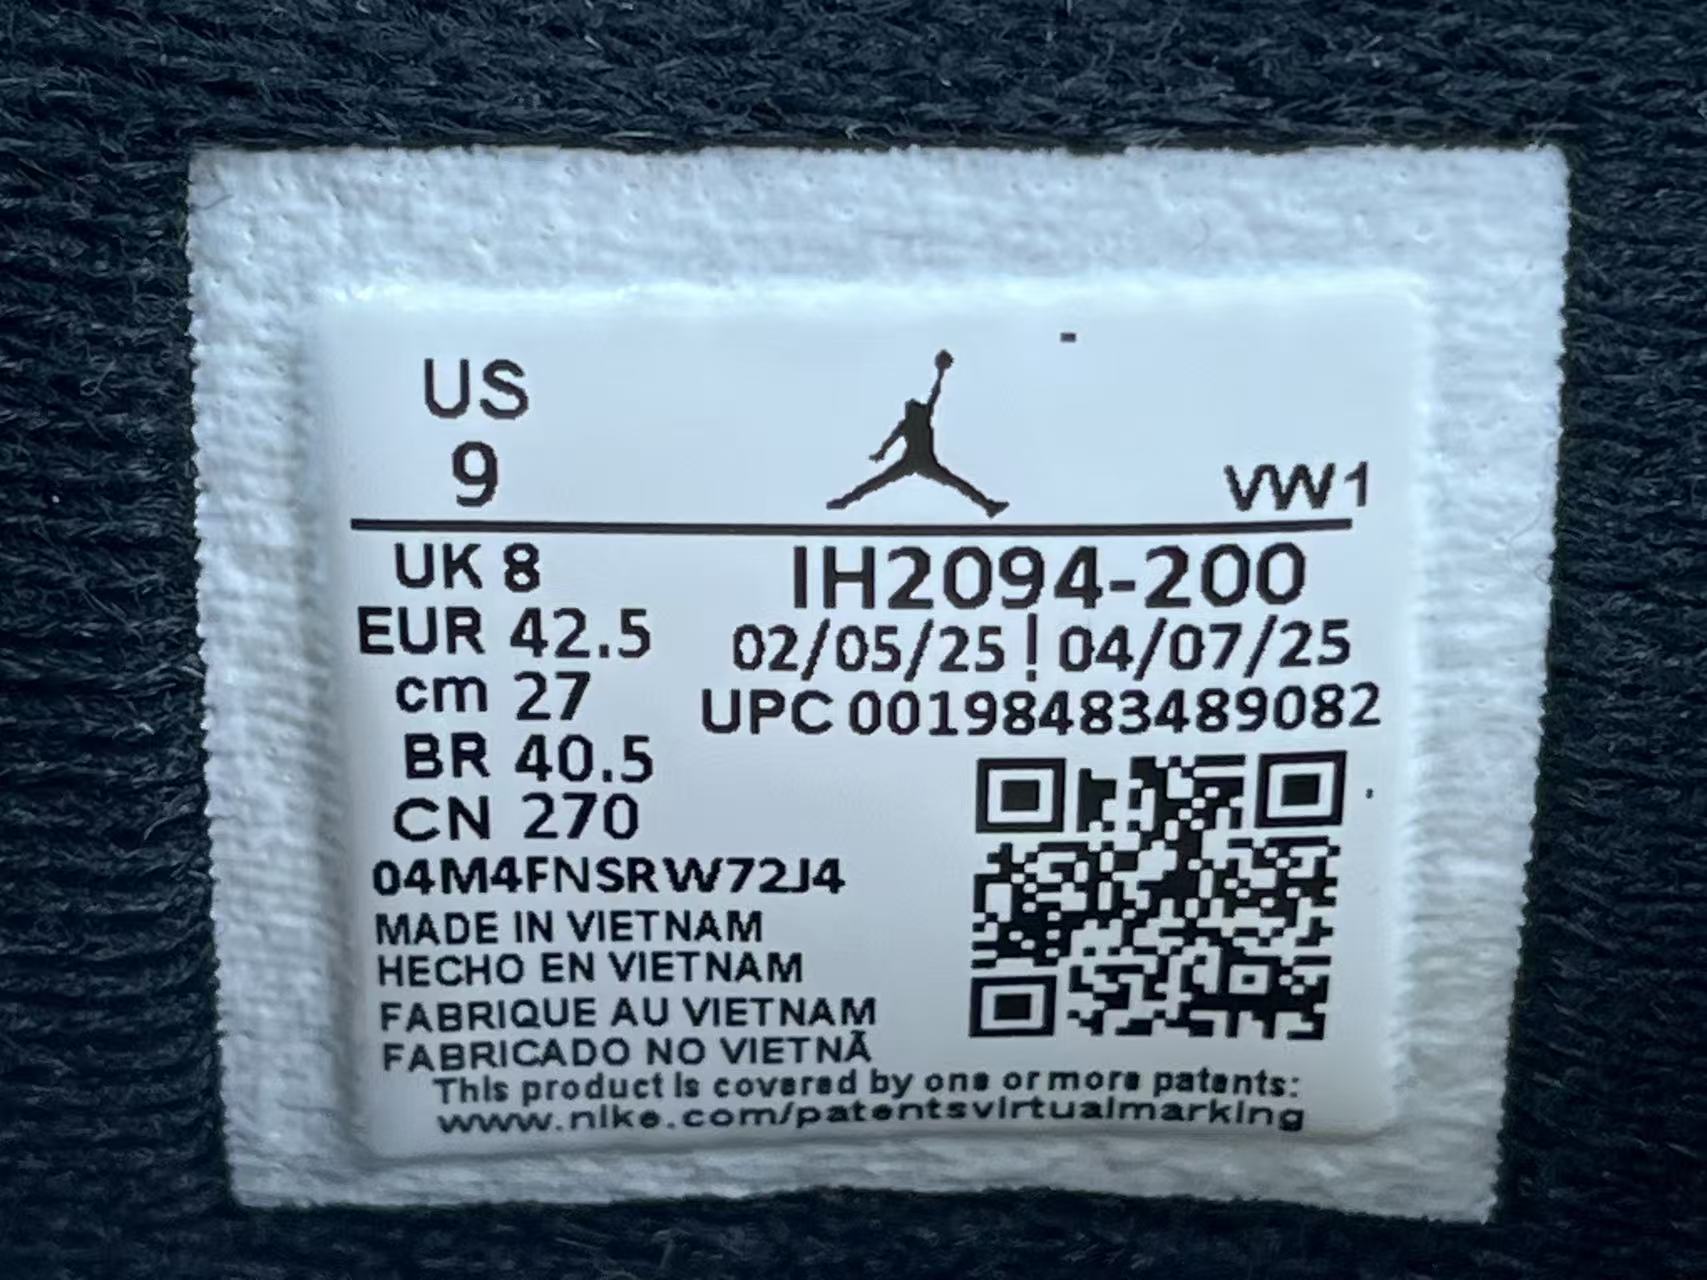 US
9
VW1
UK 8
EUR 42.5
cm 27
BR 40.5
CN 270
IH2094-200
02/05/25 ! 04/07/25
UPC 00198483489082
04M4FNSRW72J4
MADE IN VIETNAM
HECHO EN VIETNAM
FABRIQUE AU VIETNAM
FABRICADO NO VIETNÃ
This product is covered by one or more patents:
www.nike.com/patentsvirtualmarking